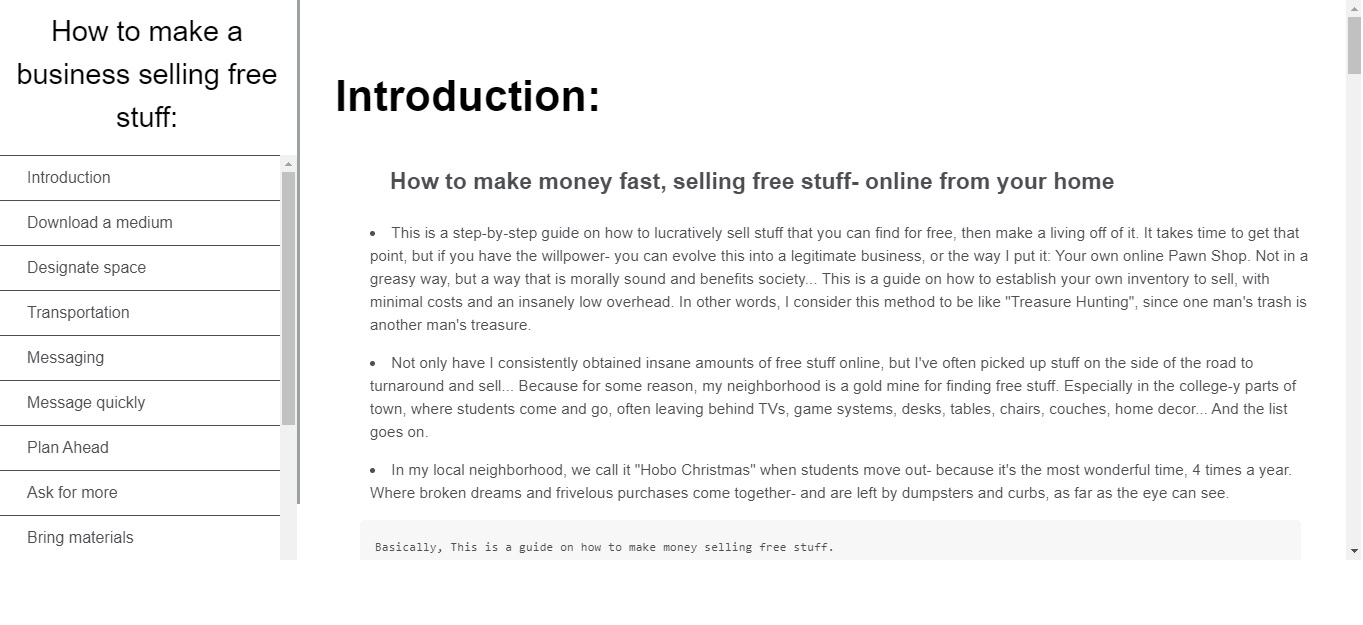 How to make a
business selling free
stuff:
Introduction
Download a medium
Designate space
Transportation
Messaging
Message quickly
Plan Ahead
Ask for more
Bring materials
Introduction:
How to make money fast, selling free stuff- online from your home
• This is a step-by-step guide on how to lucratively sell stuff that you can find for free, then make a living off of it. It takes time to get that
point, but if you have the willpower- you can evolve this into a legitimate business, or the way I put it: Your own online Pawn Shop. Not in a
greasy way, but a way that is morally sound and benefits society... This is a guide on how to establish your own inventory to sell, with
minimal costs and an insanely low overhead. In other words, I consider this method to be like "Treasure Hunting", since one man's trash is
another man's treasure.
• Not only have I consistently obtained insane amounts of free stuff online, but I've often picked up stuff on the side of the road to
turnaround and sell... Because for some reason, my neighborhood is a gold mine for finding free stuff. Especially in the college-y parts of
town, where students come and go, often leaving behind TVs, game systems, desks, tables, chairs, couches, home decor... And the list
goes on.
• In my local neighborhood, we call it "Hobo Christmas" when students move out- because it's the most wonderful time, 4 times a year.
Where broken dreams and frivelous purchases come together- and are left by dumpsters and curbs, as far as the eye can see.
Basically, This is a guide on how to make money selling free stuff.